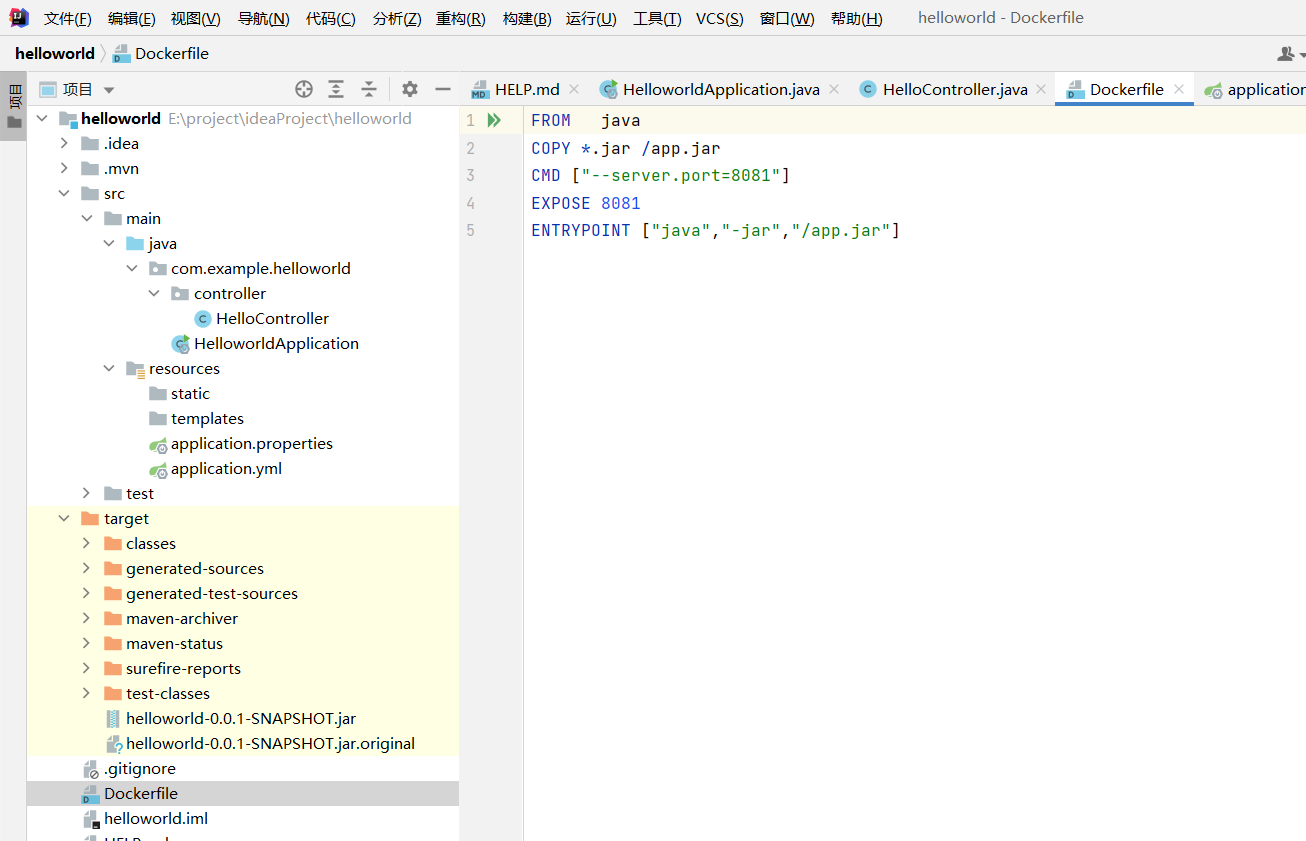 文件(F) 编辑(E) 视图(V) 导航(N) 代码(C) 分析(Z) 重构(R) 构建(B) 运行(U) 工具(T) VCS(S) 窗口(W) 帮助(H) helloworld - Dockerfile
helloworld Dockerfile
项目
项目
HELP.md HelloworldApplication.java HelloController.java Dockerfile application
helloworld E:\project\ideaProject\helloworld
.idea
.mvn
src
main
java
com.example.helloworld
controller
HelloController
HelloworldApplication
resources
static
templates
application.properties
application.yml
test
target
classes
generated-sources
generated-test-sources
maven-archiver
maven-status
surefire-reports
test-classes
helloworld-0.0.1-SNAPSHOT.jar
helloworld-0.0.1-SNAPSHOT.jar.original
.gitignore
Dockerfile
helloworld.iml
1 FROM java
2 COPY *.jar /app.jar
3 CMD ["--server.port=8081"]
4 EXPOSE 8081
5 ENTRYPOINT ["java","-jar","/app.jar"]